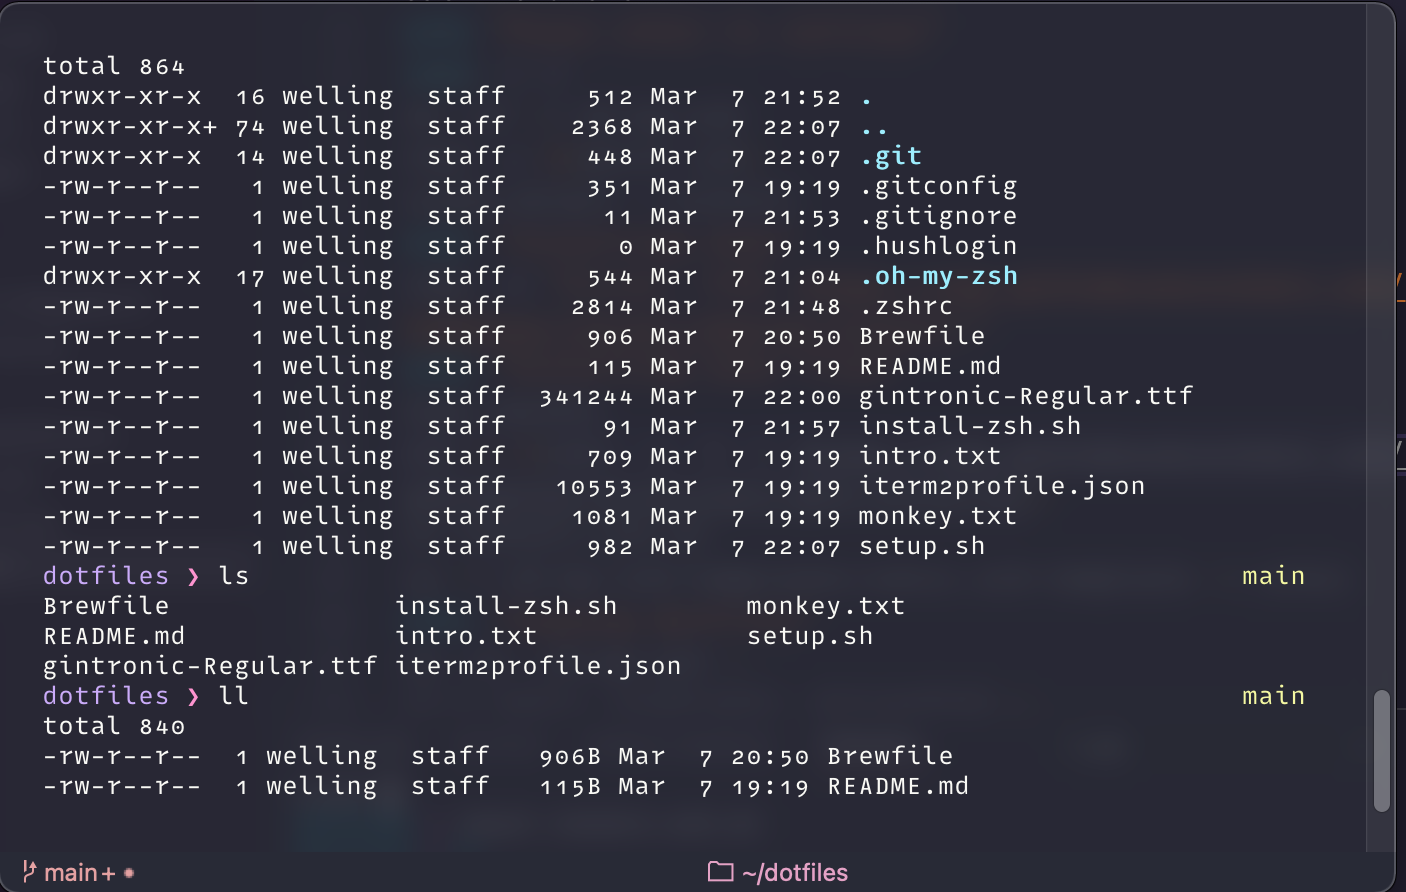 total 864
drwxr-xr-x  16 welling  staff     512 Mar  7 21:52 .
drwxr-xr-x+ 74 welling  staff    2368 Mar  7 22:07 ..
drwxr-xr-x  14 welling  staff     448 Mar  7 22:07 .git
-rw-r--r--   1 welling  staff     351 Mar  7 19:19 .gitconfig
-rw-r--r--   1 welling  staff      11 Mar  7 21:53 .gitignore
-rw-r--r--   1 welling  staff       0 Mar  7 19:19 .hushlogin
drwxr-xr-x  17 welling  staff     544 Mar  7 21:04 .oh-my-zsh
-rw-r--r--   1 welling  staff    2814 Mar  7 21:48 .zshrc
-rw-r--r--   1 welling  staff     906 Mar  7 20:50 Brewfile
-rw-r--r--   1 welling  staff     115 Mar  7 19:19 README.md
-rw-r--r--   1 welling  staff  341244 Mar  7 22:00 gintronic-Regular.ttf
-rw-r--r--   1 welling  staff      91 Mar  7 21:57 install-zsh.sh
-rw-r--r--   1 welling  staff     709 Mar  7 19:19 intro.txt
-rw-r--r--   1 welling  staff   10553 Mar  7 19:19 iterm2profile.json
-rw-r--r--   1 welling  staff    1081 Mar  7 19:19 monkey.txt
-rw-r--r--   1 welling  staff     982 Mar  7 22:07 setup.sh
dotfiles ❯ ls main
Brewfile              install-zsh.sh        monkey.txt
README.md             intro.txt             setup.sh
gintronic-Regular.ttf iterm2profile.json
dotfiles ❯ ll main
total 840
-rw-r--r--  1 welling  staff   906B Mar  7 20:50 Brewfile
-rw-r--r--  1 welling  staff   115B Mar  7 19:19 README.md
main+ • ~/dotfiles